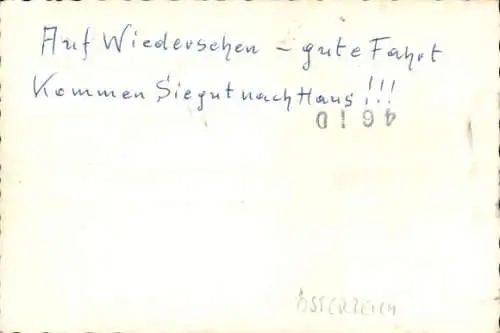 Auf Wiedersehen – gute Fahrt
Kommen Sie gut nach Haus!!!
4610
ÖSTERREICH